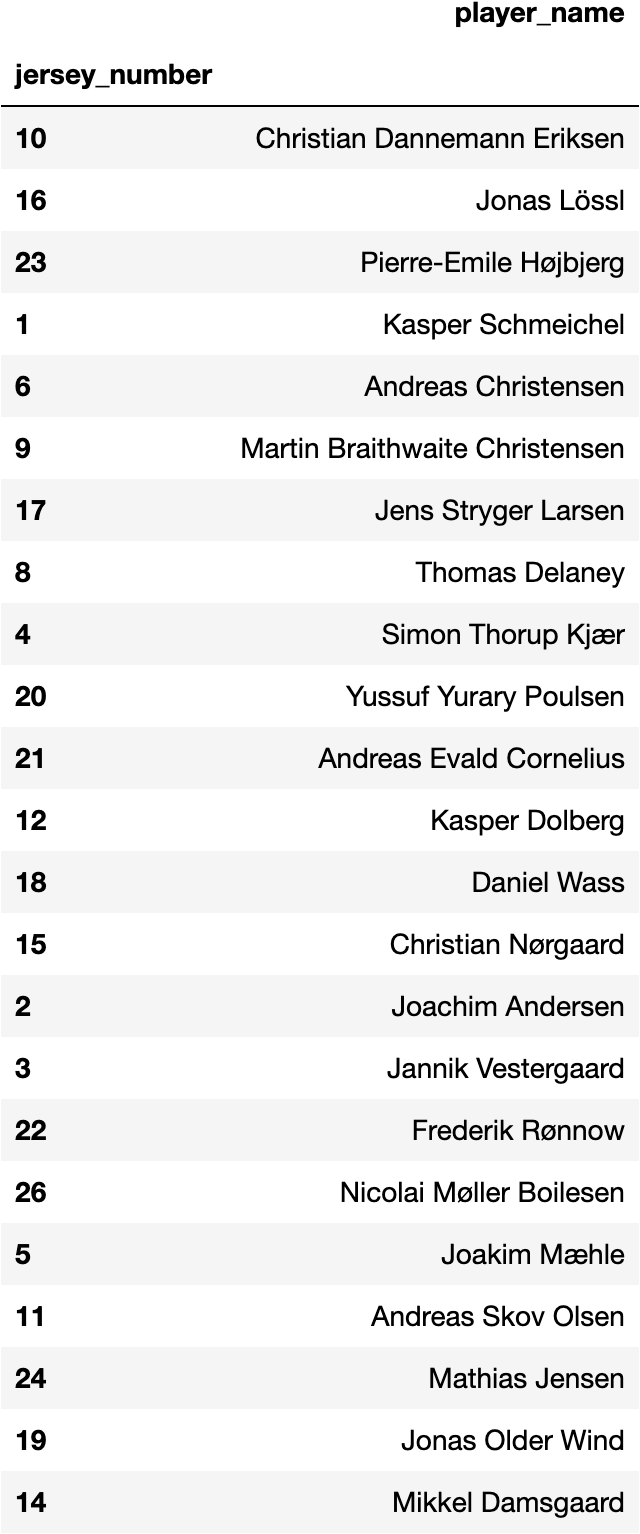 player_name
jersey_number
10 Christian Dannemann Eriksen
16 Jonas Lössl
23 Pierre-Emile Højbjerg
1 Kasper Schmeichel
6 Andreas Christensen
9 Martin Braithwaite Christensen
17 Jens Stryger Larsen
8 Thomas Delaney
4 Simon Thorup Kjær
20 Yussuf Yurary Poulsen
21 Andreas Evald Cornelius
12 Kasper Dolberg
18 Daniel Wass
15 Christian Nørgaard
2 Joachim Andersen
3 Jannik Vestergaard
22 Frederik Rønnow
26 Nicolai Møller Boilesen
5 Joakim Mæhle
11 Andreas Skov Olsen
24 Mathias Jensen
19 Jonas Older Wind
14 Mikkel Damsgaard